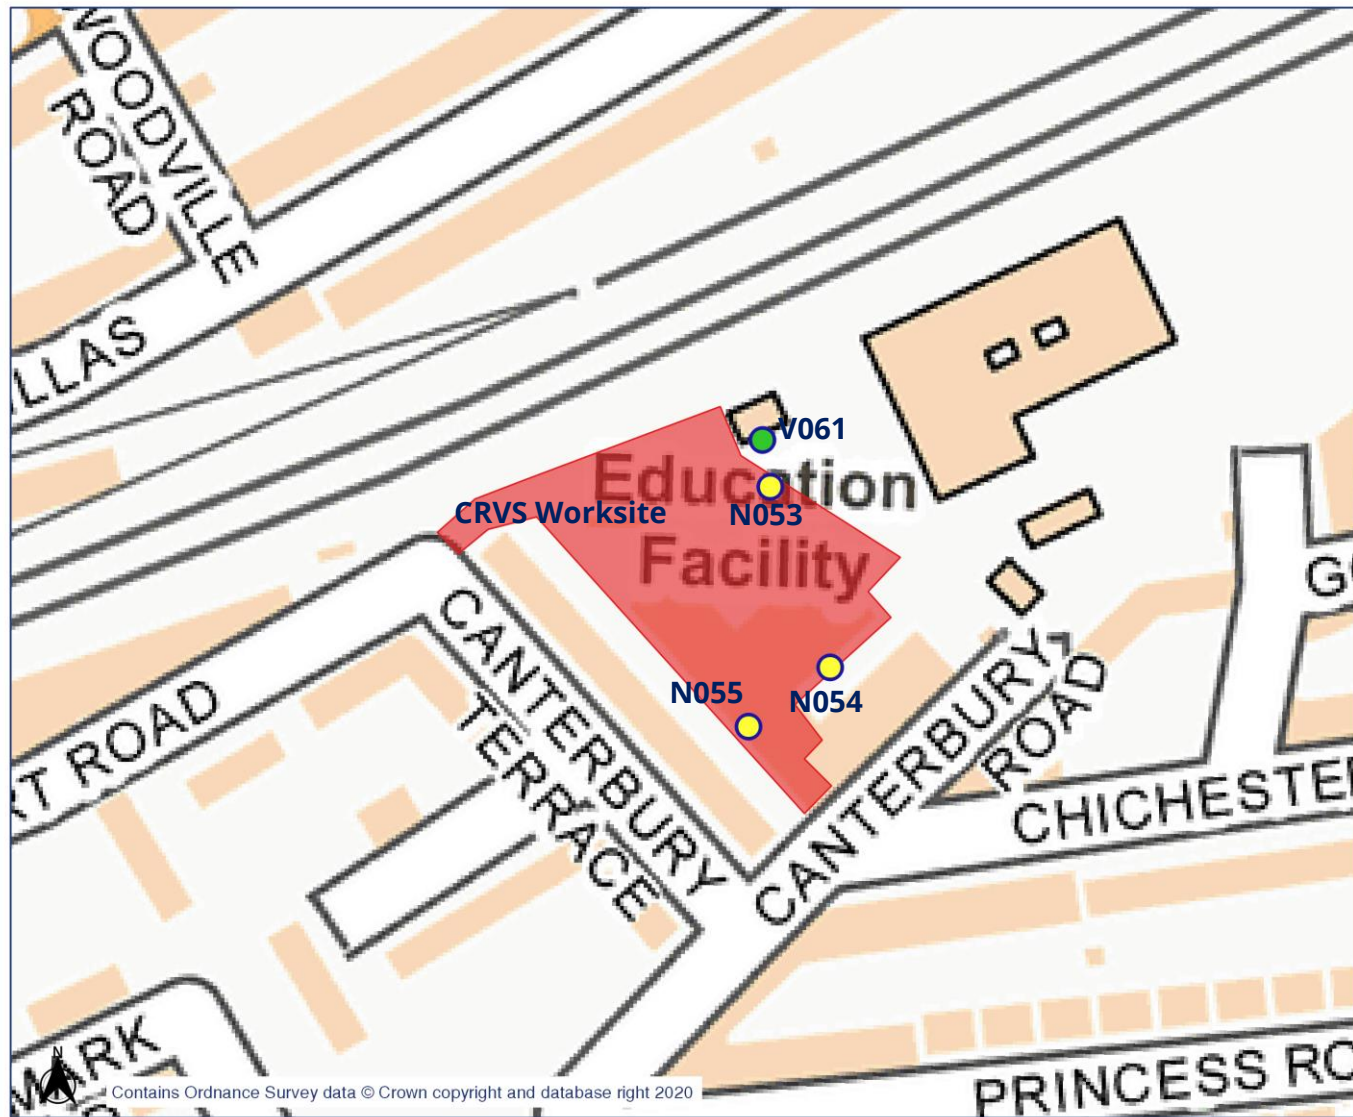 WOODVILLE
ROAD
LLAS
V061
Education
CRVS Worksite
N053
Facility
CANTERBURY
TERRACE
N055
N054
CANTERBURY
ROAD
RT ROAD
CHICHESTER
MARK
N
Contains Ordnance Survey data © Crown copyright and database right 2020
PRINCESS RO